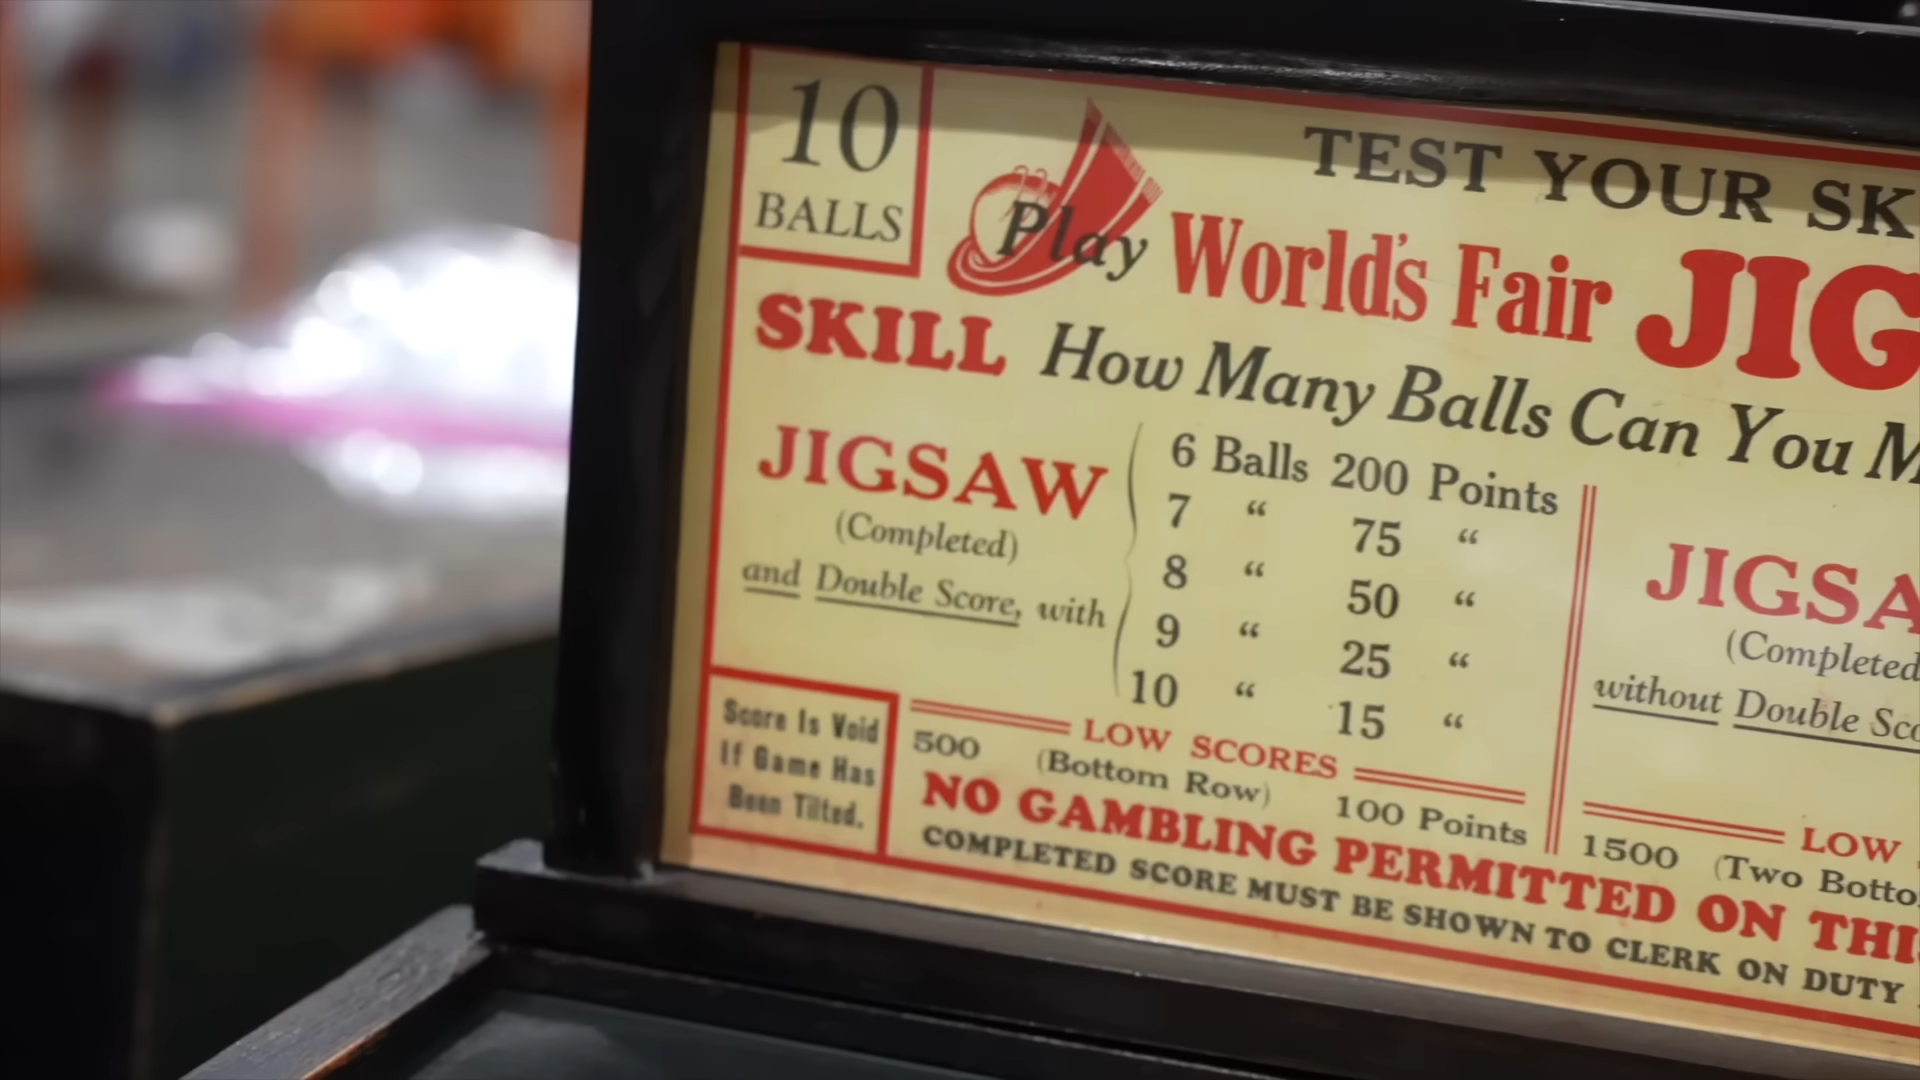 10
BALLS
TEST YOUR SK
Play World's Fair JIG
SKILL How Many Balls Can You M
JIGSAW
(Completed)
and Double Score, with
6 Balls 200 Points
7 “ 75 “
8 “ 50 “
9 “ 25 “
10 “ 15 “
JIGSA
(Completed
without Double Sco
Score Is Void
If Game Has
Been Tilted.
LOW SCORES
500 (Bottom Row) 100 Points
LOW
1500 (Two Botto
NO GAMBLING PERMITTED ON THI
COMPLETED SCORE MUST BE SHOWN TO CLERK ON DUTY